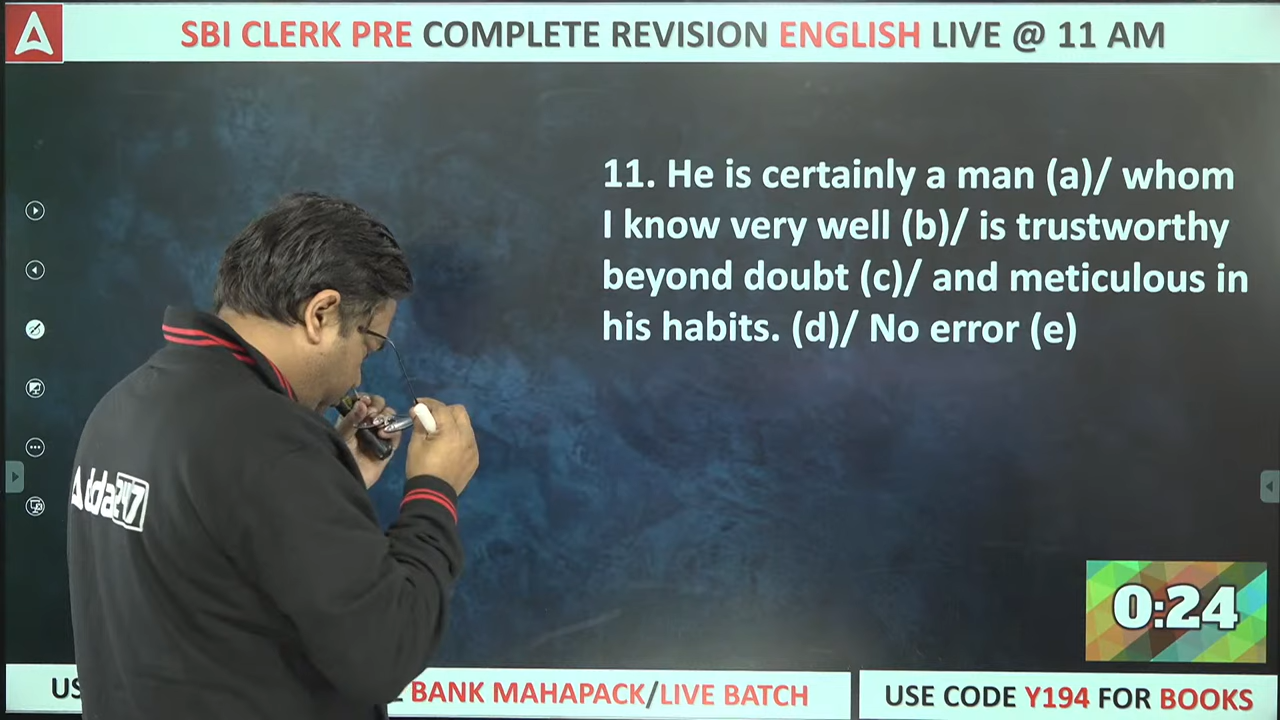 SBI CLERK PRE COMPLETE REVISION ENGLISH LIVE @ 11 AM
11. He is certainly a man (a)/ whom
I know very well (b)/ is trustworthy
beyond doubt (c)/ and meticulous in
his habits. (d)/ No error (e)
Adda247
0:24
BANK MAHAPACK/LIVE BATCH
USE CODE Y194 FOR BOOKS